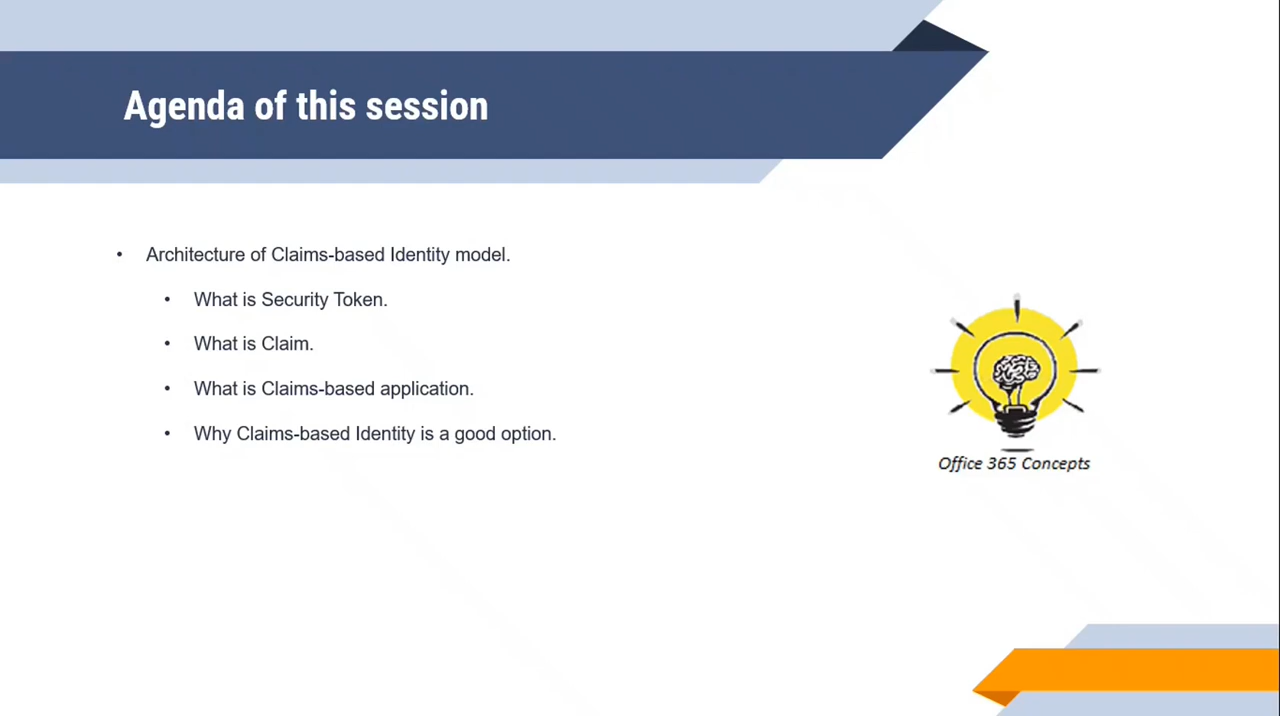 Agenda of this session
• Architecture of Claims-based Identity model.
• What is Security Token.
• What is Claim.
• What is Claims-based application.
• Why Claims-based Identity is a good option.
Office 365 Concepts